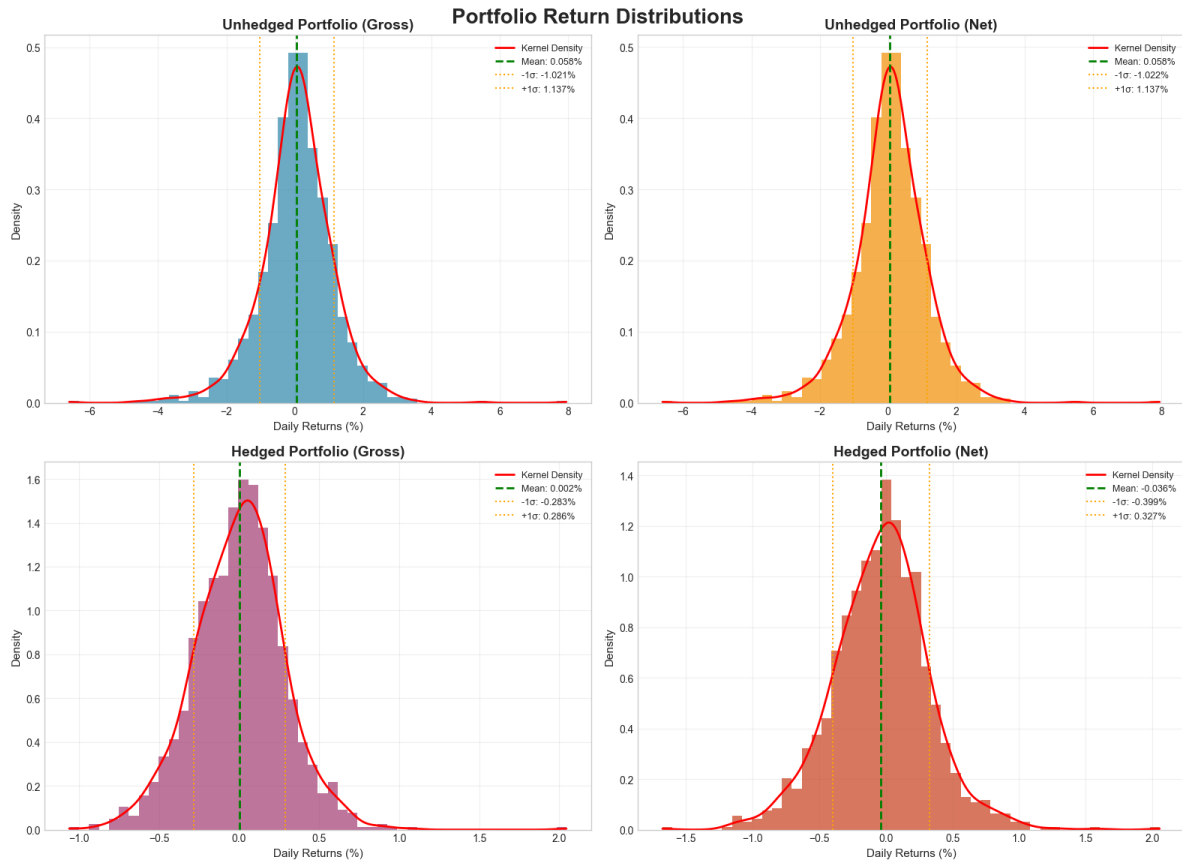 Portfolio Return Distributions
Unhedged Portfolio (Gross)
Kernel Density
Mean: 0.058%
-1σ: -1.021%
+1σ: 1.137%
0.5
0.4
0.3
0.2
0.1
0.0
Density
−6
−4
−2
0
2
4
6
8
Daily Returns (%)
Unhedged Portfolio (Net)
Kernel Density
Mean: 0.058%
-1σ: -1.022%
+1σ: 1.137%
0.5
0.4
0.3
0.2
0.1
0.0
Density
−6
−4
−2
0
2
4
6
8
Daily Returns (%)
Hedged Portfolio (Gross)
Kernel Density
Mean: 0.002%
-1σ: -0.283%
+1σ: 0.286%
1.6
1.4
1.2
1.0
0.8
0.6
0.4
0.2
0.0
Density
−1.0
−0.5
0.0
0.5
1.0
1.5
2.0
Daily Returns (%)
Hedged Portfolio (Net)
Kernel Density
Mean: -0.036%
-1σ: -0.399%
+1σ: 0.327%
1.4
1.2
1.0
0.8
0.6
0.4
0.2
0.0
Density
−1.5
−1.0
−0.5
0.0
0.5
1.0
1.5
2.0
Daily Returns (%)